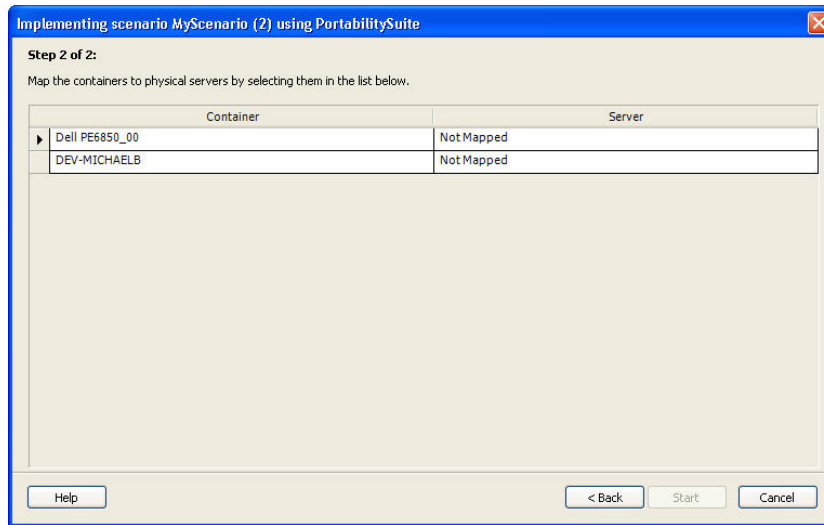 Implementing scenario MyScenario (2) using PortabilitySuite
Step 2 of 2:
Map the containers to physical servers by selecting them in the list below.
Container Server
Dell PE6850_00 Not Mapped
DEV-MICHAELB Not Mapped
Help < Back Start Cancel